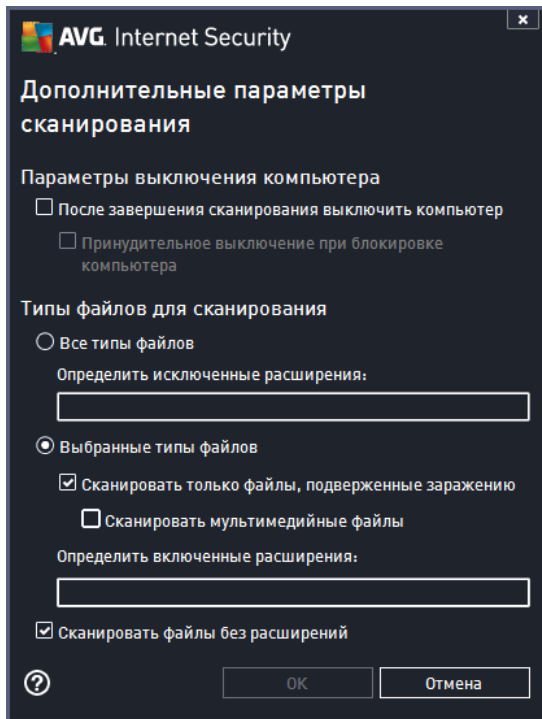 AVG. Internet Security
Дополнительные параметры
сканирования
Параметры выключения компьютера
После завершения сканирования выключить компьютер
Принудительное выключение при блокировке
компьютера
Типы файлов для сканирования
Все типы файлов
Определить исключенные расширения:
Выбранные типы файлов
Сканировать только файлы, подверженные заражению
Сканировать мультимедийные файлы
Определить включенные расширения:
Сканировать файлы без расширений
OK
Отмена